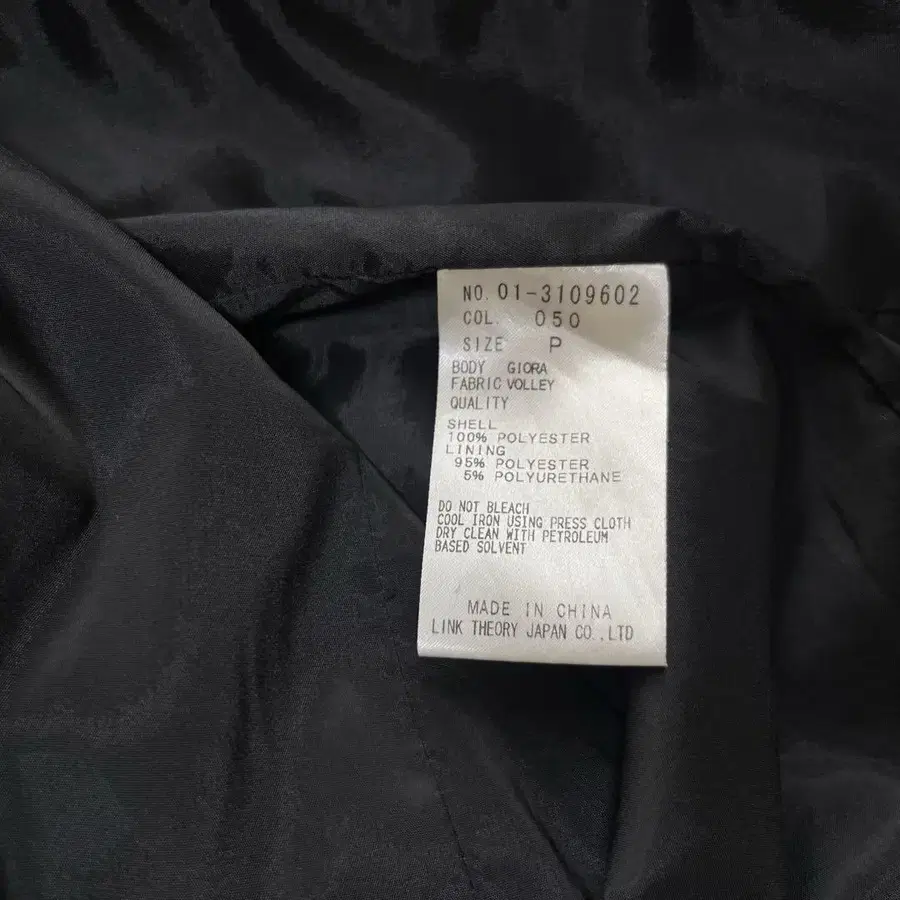 NO. 01-3109602
COL. 050
SIZE P
BODY GIORA
FABRIC VOLLEY
QUALITY
SHELL
100% POLYESTER
LINING
95% POLYESTER
5% POLYURETHANE
DO NOT BLEACH
COOL IRON USING PRESS CLOTH
DRY CLEAN WITH PETROLEUM
BASED SOLVENT
MADE IN CHINA
LINK THEORY JAPAN CO.,LTD